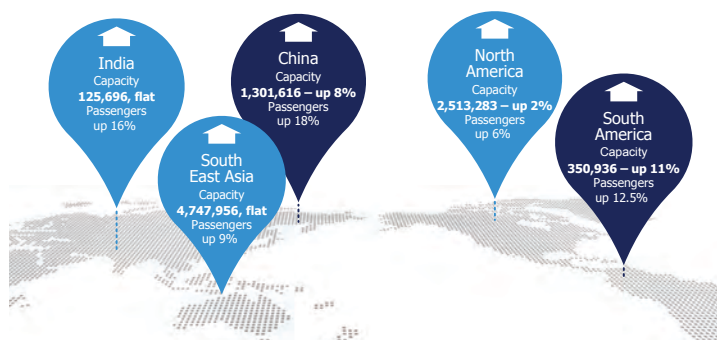 India
Capacity
125,696, flat
Passengers
up 16%
South
East Asia
Capacity
4,747,956, flat
Passengers
up 9%
China
Capacity
1,301,616 – up 8%
Passengers
up 18%
North
America
Capacity
2,513,283 – up 2%
Passengers
up 6%
South
America
Capacity
350,936 – up 11%
Passengers
up 12.5%